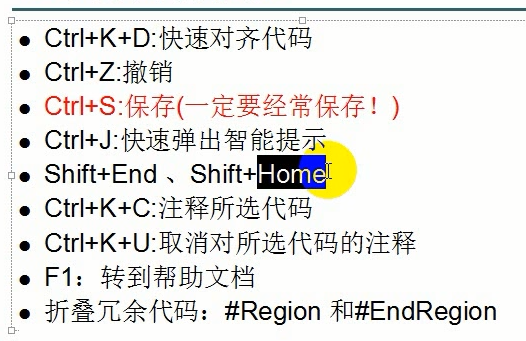 Ctrl+K+D:快速对齐代码
Ctrl+Z:撤销
Ctrl+S:保存(一定要经常保存！)
Ctrl+J:快速弹出智能提示
Shift+End 、Shift+Home
Ctrl+K+C:注释所选代码
Ctrl+K+U:取消对所选代码的注释
F1：转到帮助文档
折叠冗余代码：#Region 和#EndRegion